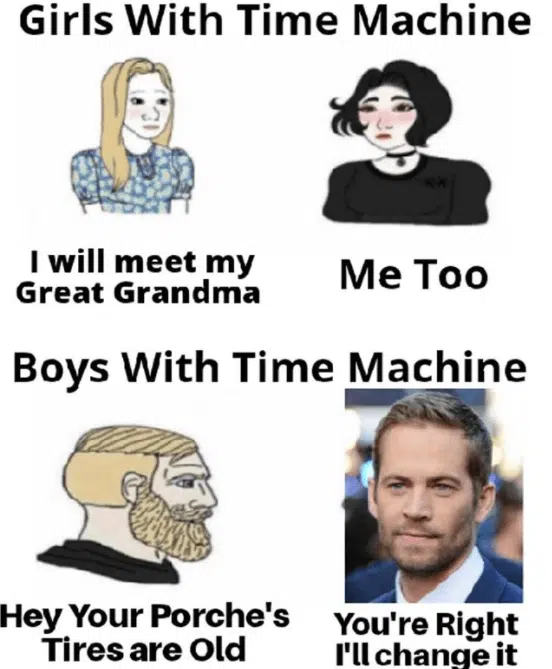 Girls With Time Machine
I will meet my
Great Grandma
Me Too
Boys With Time Machine
Hey Your Porche's
Tires are Old
You're Right
I'll change it